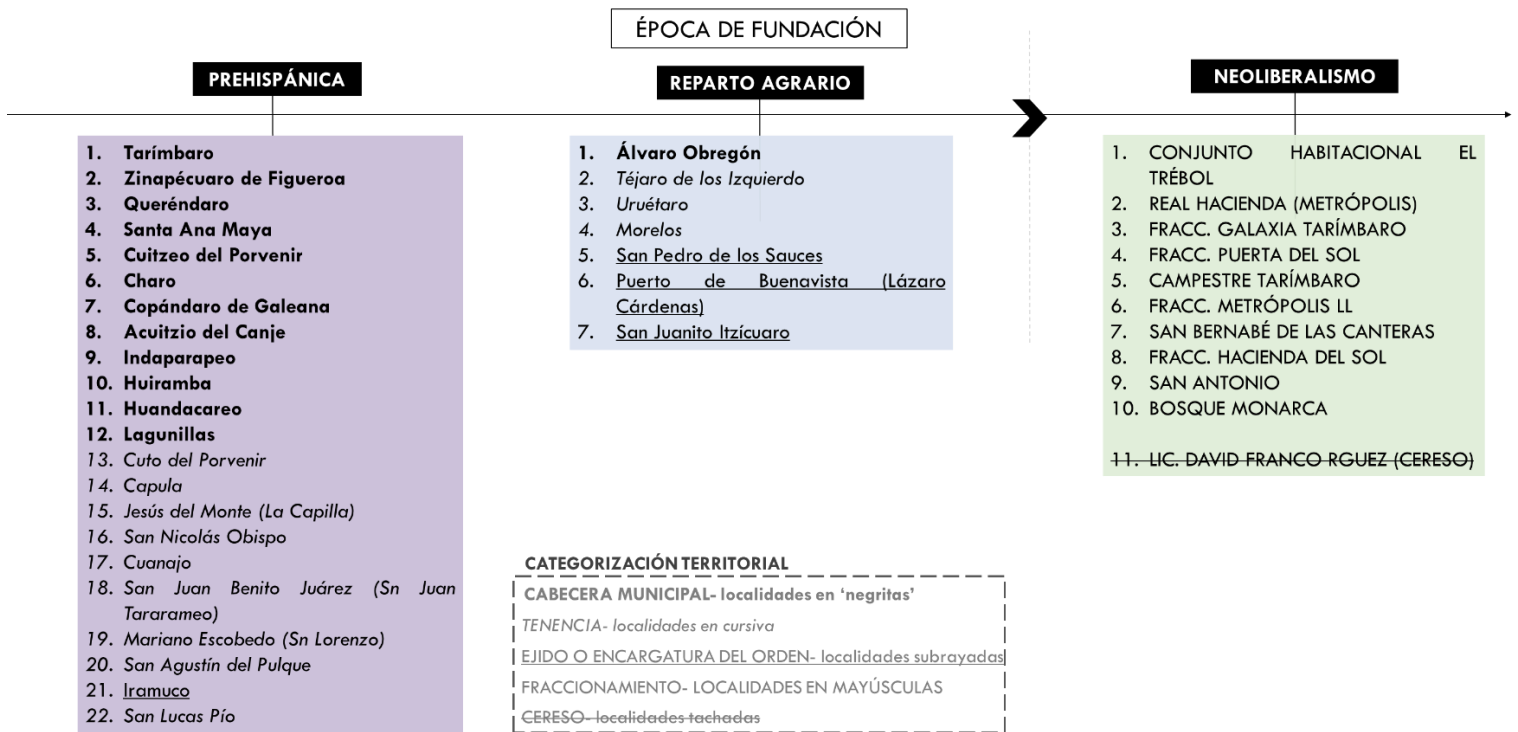 ÉPOCA DE FUNDACIÓN
PREHISPÁNICA
1. Tarímbaro
2. Zinapécuaro de Figueroa
3. Queréndaro
4. Santa Ana Maya
5. Cuitzeo del Porvenir
6. Charo
7. Copándaro de Galeana
8. Acuitzio del Canje
9. Indaparapeo
10. Huiramba
11. Huandacareo
12. Lagunillas
13. Cuto del Porvenir
14. Capula
15. Jesús del Monte (La Capilla)
16. San Nicolás Obispo
17. Cuanajo
18. San Juan Benito Juárez (Sn Juan
Tararameo)
19. Mariano Escobedo (Sn Lorenzo)
20. San Agustín del Pulque
21. Iramuco
22. San Lucas Pío
REPARTO AGRARIO
1. Álvaro Obregón
2. Téjaro de los Izquierdo
3. Uruétaro
4. Morelos
5. San Pedro de los Sauces
6. Puerto de Buenavista (Lázaro
Cárdenas)
7. San Juanito Itzícuaro
NEOLIBERALISMO
1. CONJUNTO HABITACIONAL EL
TRÉBOL
2. REAL HACIENDA (METRÓPOLIS)
3. FRACC. GALAXIA TARÍMBARO
4. FRACC. PUERTA DEL SOL
5. CAMPESTRE TARÍMBARO
6. FRACC. METRÓPOLIS LL
7. SAN BERNABÉ DE LAS CANTERAS
8. FRACC. HACIENDA DEL SOL
9. SAN ANTONIO
10. BOSQUE MONARCA
11. LIC. DAVID FRANCO RGUEZ (CERESO)
CATEGORIZACIÓN TERRITORIAL
CABECERA MUNICIPAL- localidades en ‘negritas’
TENENCIA- localidades en cursiva
EJIDO O ENCARGATURA DEL ORDEN- localidades subrayadas
FRACCIONAMIENTO- LOCALIDADES EN MAYÚSCULAS
CERESO- localidades tachadas